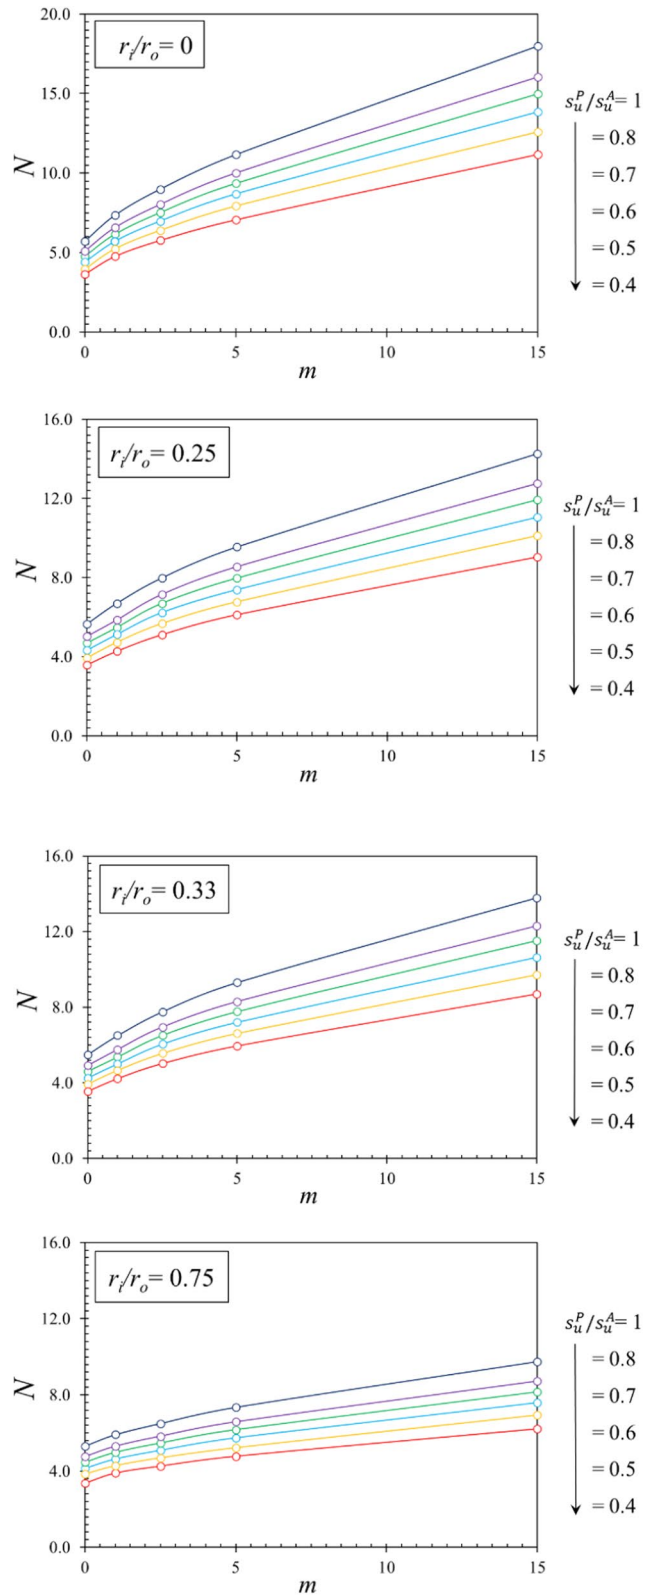 20.0
r_i/r_o= 0
15.0
s_u^P/s_u^A= 1
= 0.8
10.0
= 0.7
N
= 0.6
5.0
= 0.5
= 0.4
0.0
0 5 10 15
m
16.0
r_i/r_o= 0.25
12.0
s_u^P/s_u^A= 1
= 0.8
8.0
= 0.7
N
= 0.6
4.0
= 0.5
= 0.4
0.0
0 5 10 15
m
16.0
r_i/r_o= 0.33
12.0
s_u^P/s_u^A= 1
= 0.8
8.0
= 0.7
N
= 0.6
4.0
= 0.5
= 0.4
0.0
0 5 10 15
m
16.0
r_i/r_o= 0.75
12.0
s_u^P/s_u^A= 1
= 0.8
8.0
= 0.7
N
= 0.6
4.0
= 0.5
= 0.4
0.0
0 5 10 15
m